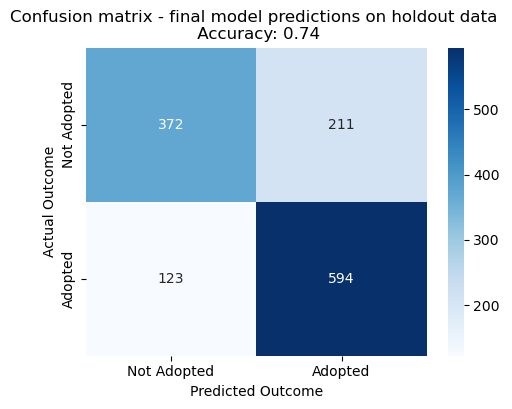 Confusion matrix - final model predictions on holdout data
Accuracy: 0.74
Actual Outcome
Not Adopted
372
211
Adopted
123
594
Not Adopted
Adopted
Predicted Outcome
500
400
300
200